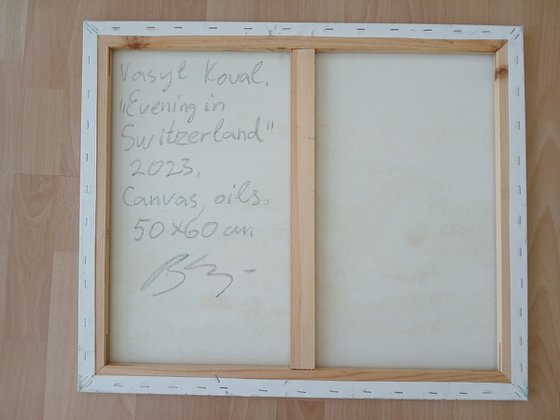 Vasyl Koval,
"Evening in
Switzerland"
2023,
Canvas, oils,
50x60 cm